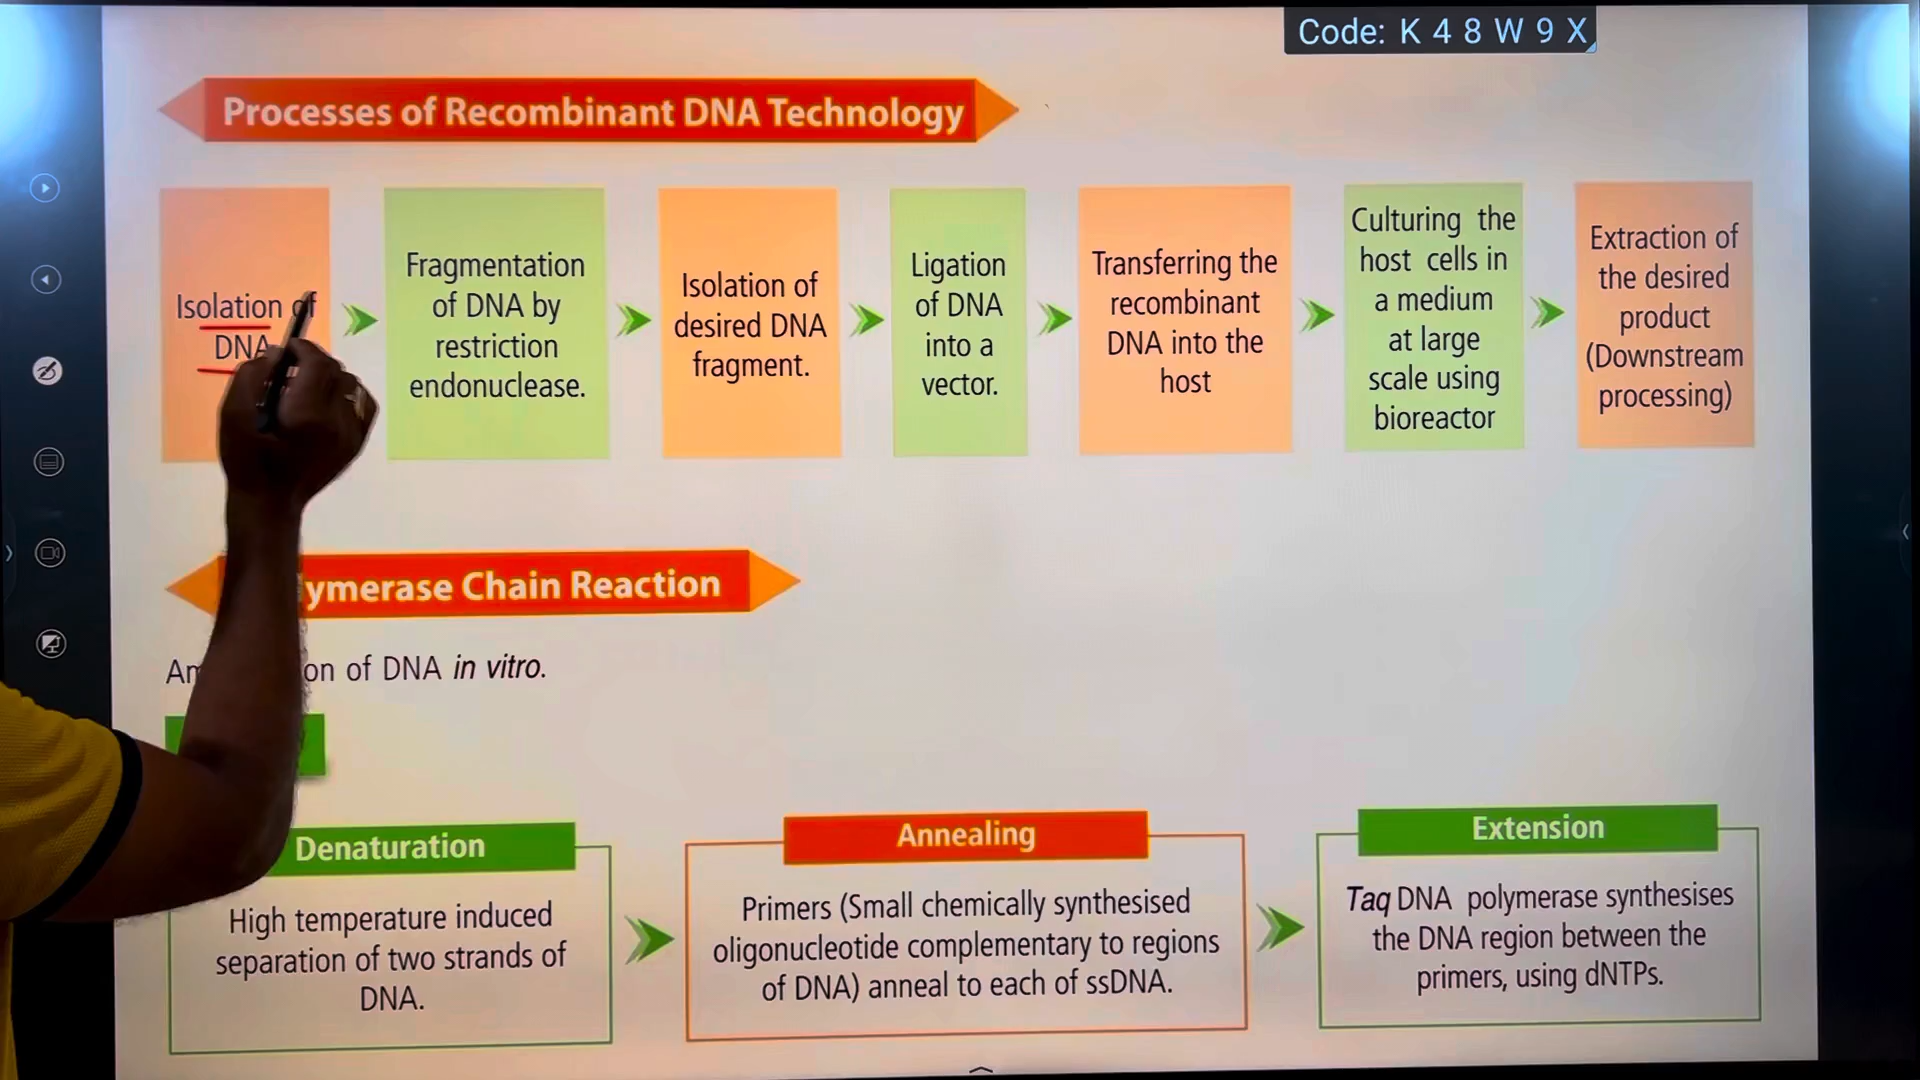 Code: K 4 8 W 9 X
Processes of Recombinant DNA Technology
Isolation of
DNA
Fragmentation
of DNA by
restriction
endonuclease.
Isolation of
desired DNA
fragment.
Ligation
of DNA
into a
vector.
Transferring the
recombinant
DNA into the
host
Culturing the
host cells in
a medium
at large
scale using
bioreactor
Extraction of
the desired
product
(Downstream
processing)
ymerase Chain Reaction
of DNA in vitro.
Denaturation
High temperature induced
separation of two strands of
DNA.
Annealing
Primers (Small chemically synthesised
oligonucleotide complementary to regions
of DNA) anneal to each of ssDNA.
Extension
Taq DNA polymerase synthesises
the DNA region between the
primers, using dNTPs.